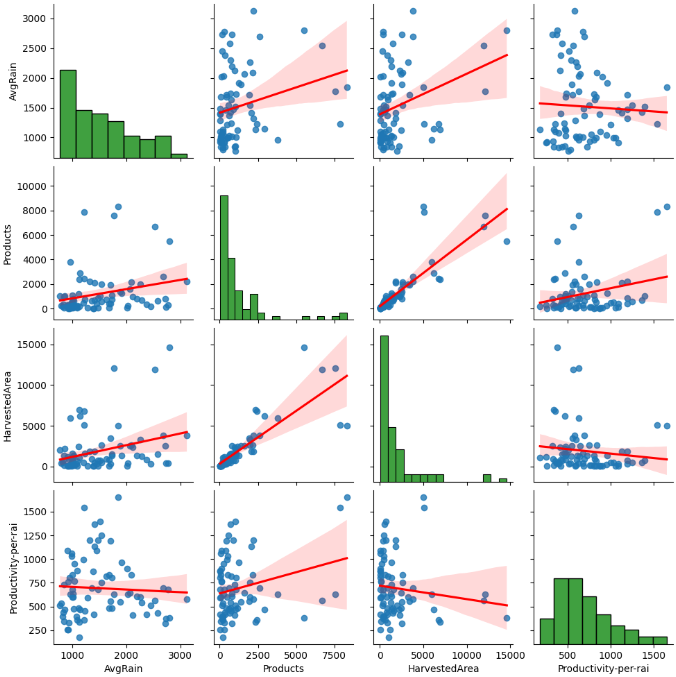 3000
2500
2000
1500
1000
AvgRain
10000
8000
6000
4000
2000
0
Products
15000
10000
5000
0
HarvestedArea
1500
1250
1000
750
500
250
Productivity-per-rai
1000 2000 3000
0 2500 5000 7500
0 5000 10000 15000
500 1000 1500
AvgRain Products HarvestedArea Productivity-per-rai